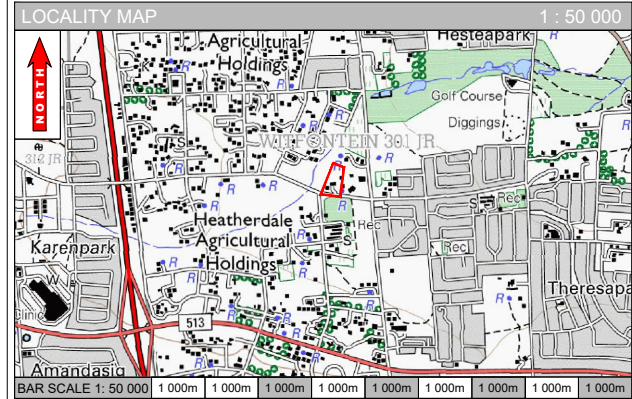 LOCALITY MAP 1 : 50 000
NORTH
Agricultural
Holdings
Hesteapark
R
R
Golf Course
Diggings
WITFONTEIN 301 JR
T S
312 JR
R
R
R
R
R
R
R
S
Rec
Heatherdale
Agricultural
Holdings
Rec
S
Rec
Karenpark
R
R
W
Clinic
R
R
Theresapa
513
R
R
R
Amandasig
BAR SCALE 1: 50 000 1 000m 1 000m 1 000m 1 000m 1 000m 1 000m 1 000m 1 000m